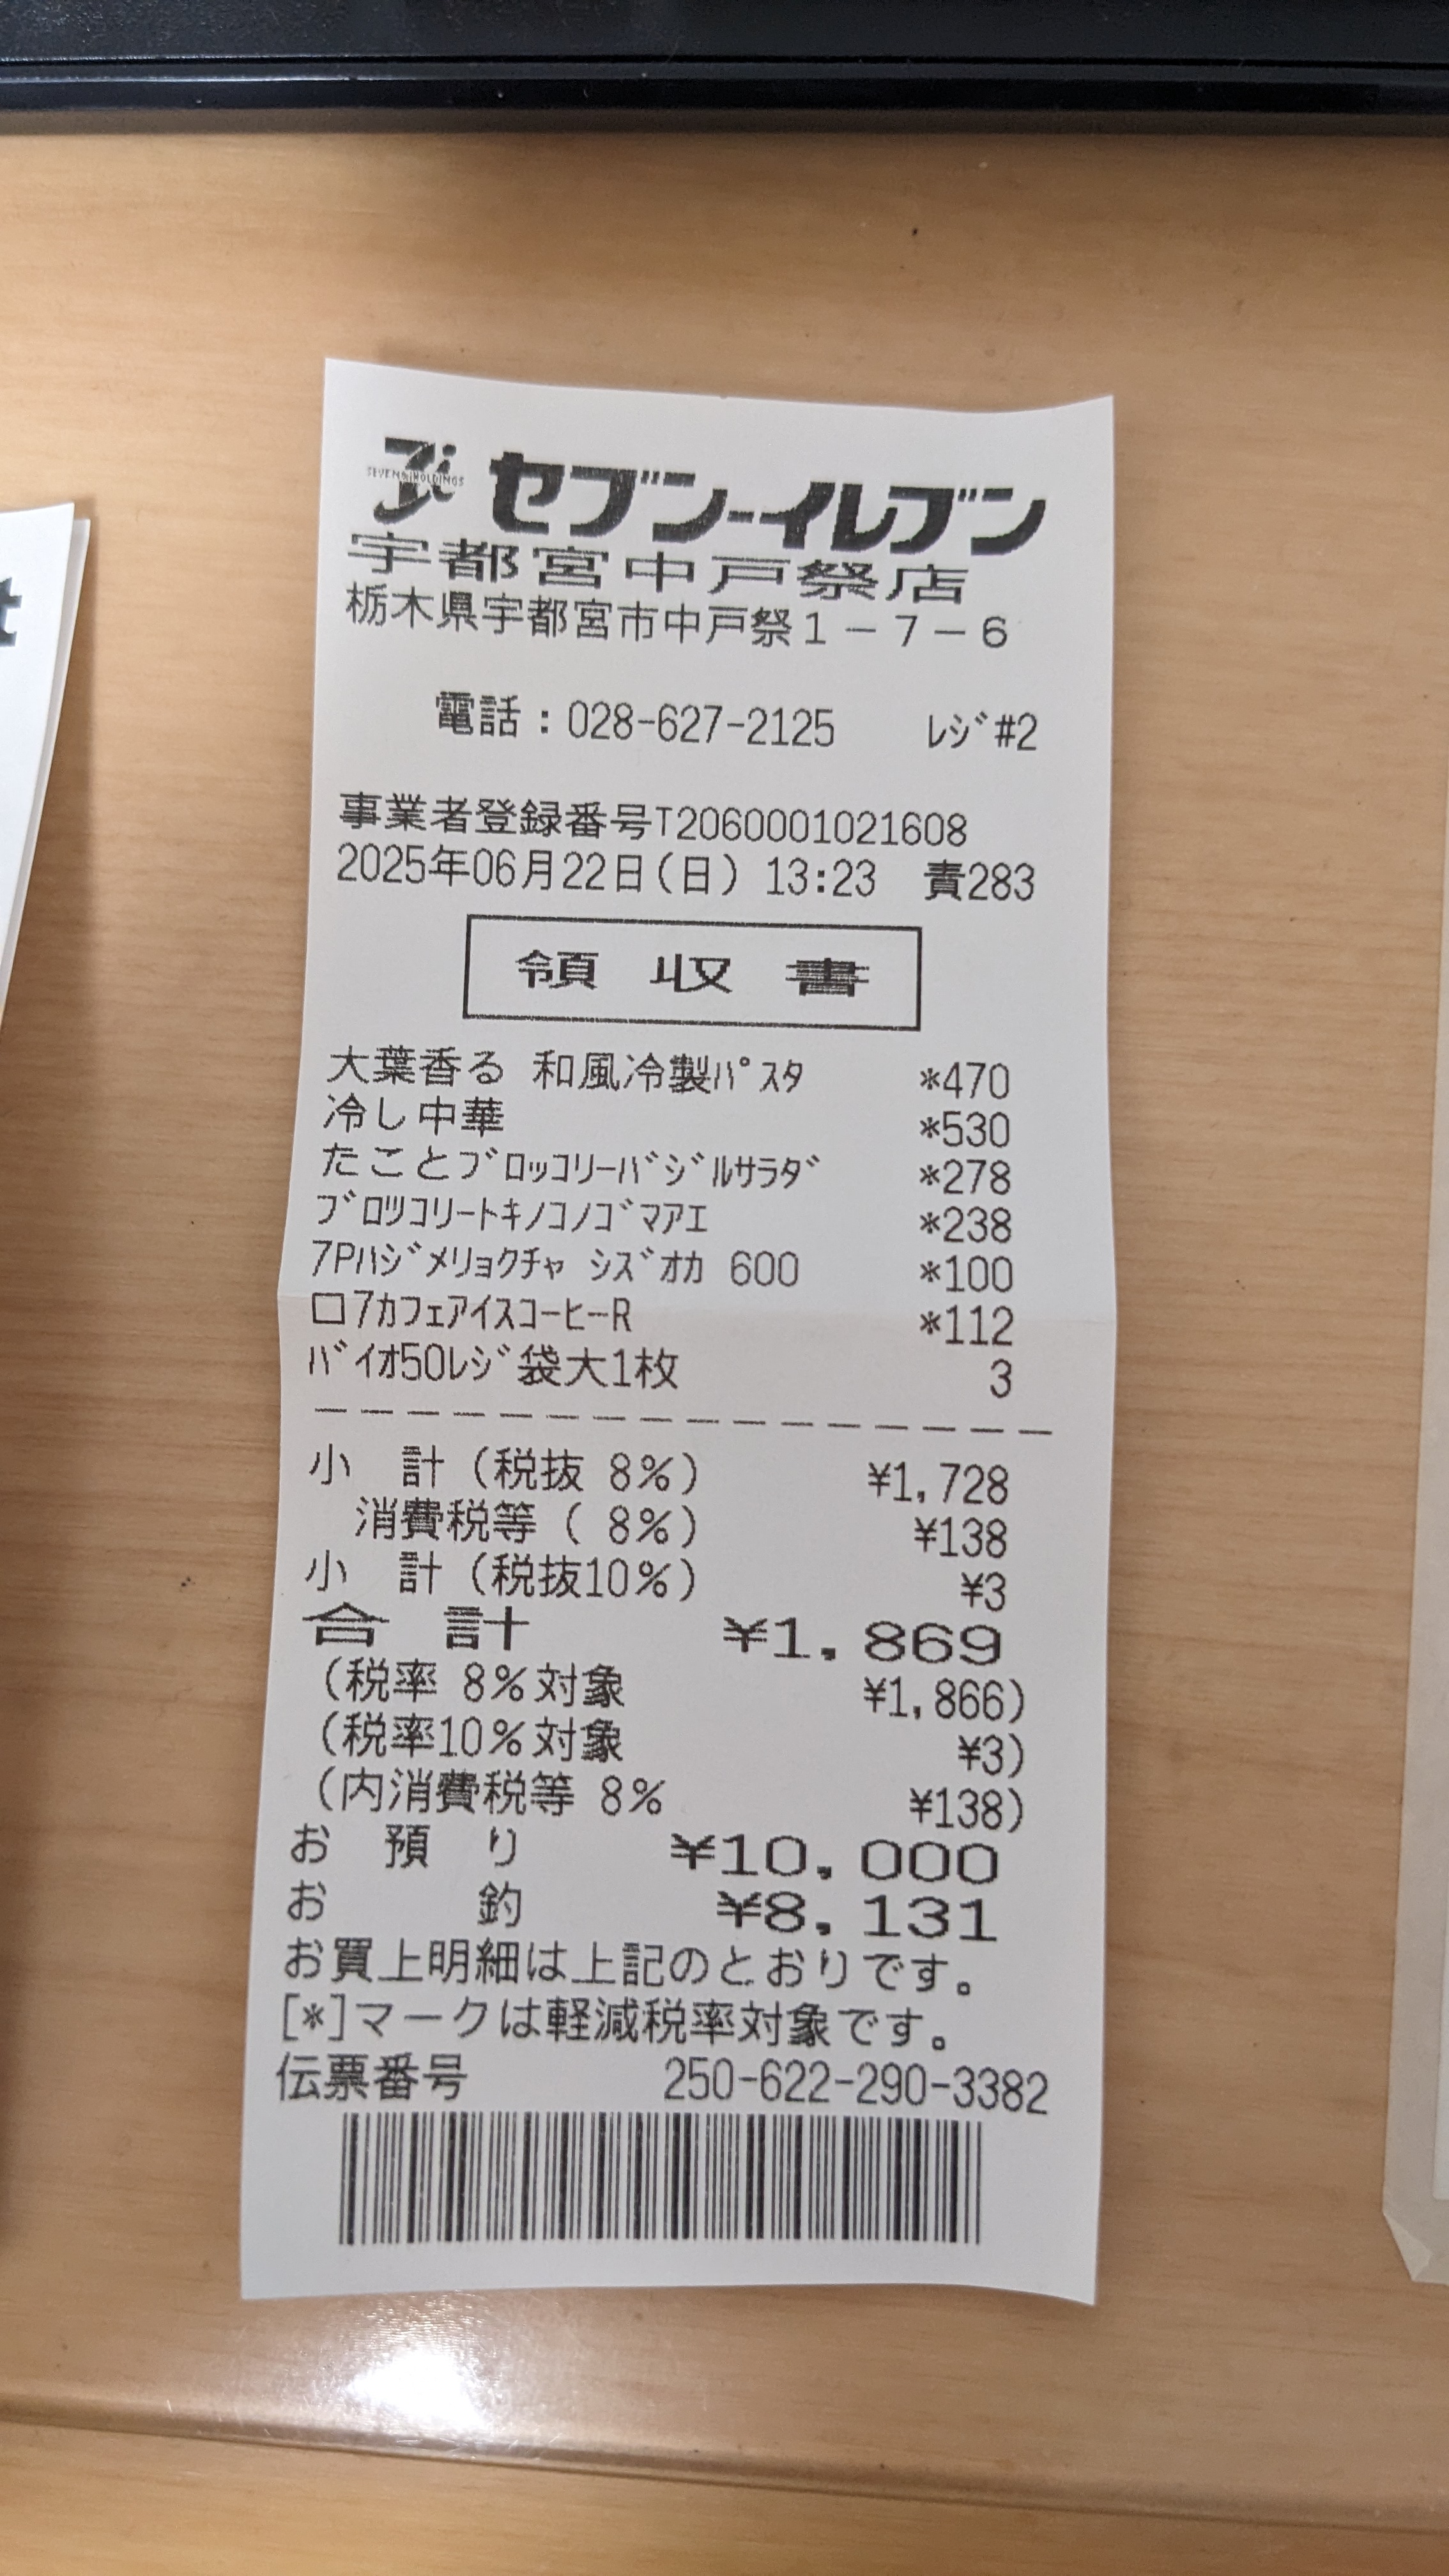 SEVEN&i HOLDINGS
セブン-イレブン
宇都宮中戸祭店
栃木県宇都宮市中戸祭1-7-6
電話:028-627-2125 ﾚｼﾞ#2
事業者登録番号T2060001021608
2025年06月22日(日) 13:23 責283
領収書
大葉香る 和風冷製ﾊﾟｽﾀ *470
冷し中華 *530
たことﾌﾞﾛｯｺﾘｰﾊﾞｼﾞﾙｻﾗﾀﾞ *278
ﾌﾞﾛﾂｺﾘｰﾄｷﾉｺﾉｺﾞﾏｱｴ *238
7Pﾊｼﾞﾒﾘｮｸﾁｬ ｼｽﾞｵｶ 600 *100
□7ｶﾌｪｱｲｽｺｰﾋｰR *112
ﾊﾞｲｵ50ﾚｼﾞ袋大1枚 3
小 計(税抜 8%) ¥1,728
消費税等( 8%) ¥138
小 計(税抜10%) ¥3
合 計 ¥1,869
(税率 8%対象 ¥1,866)
(税率10%対象 ¥3)
(内消費税等 8% ¥138)
お 預 り ¥10,000
お 釣 ¥8,131
お買上明細は上記のとおりです。
[*]マークは軽減税率対象です。
伝票番号 250-622-290-3382